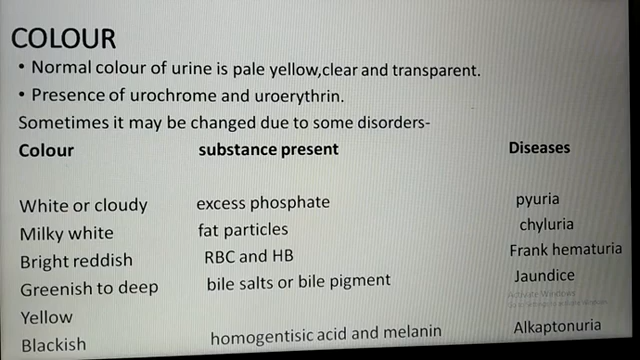 COLOUR
• Normal colour of urine is pale yellow,clear and transparent.
• Presence of urochrome and uroerythrin.
Sometimes it may be changed due to some disorders-
Colour substance present Diseases
White or cloudy excess phosphate pyuria
Milky white fat particles chyluria
Bright reddish RBC and HB Frank hematuria
Greenish to deep bile salts or bile pigment Jaundice
Activate Windows
Yellow
Blackish homogentisic acid and melanin Alkaptonuria